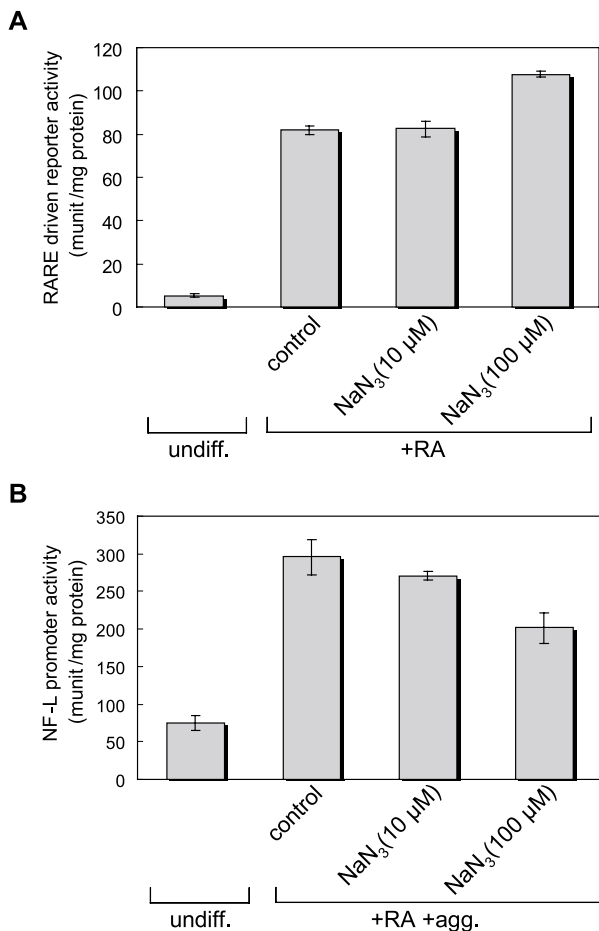 A
RARE driven reporter activity
(munit /mg protein)
120
100
80
60
40
20
0
control
NaN₃(10 µM)
NaN₃(100 µM)
undiff.
+RA
B
NF-L promoter activity
(munit /mg protein)
350
300
250
200
150
100
50
0
control
NaN₃(10 µM)
NaN₃(100 µM)
undiff.
+RA +agg.